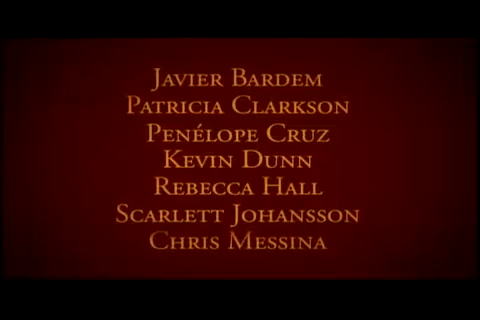 Javier Bardem
Patricia Clarkson
Penélope Cruz
Kevin Dunn
Rebecca Hall
Scarlett Johansson
Chris Messina